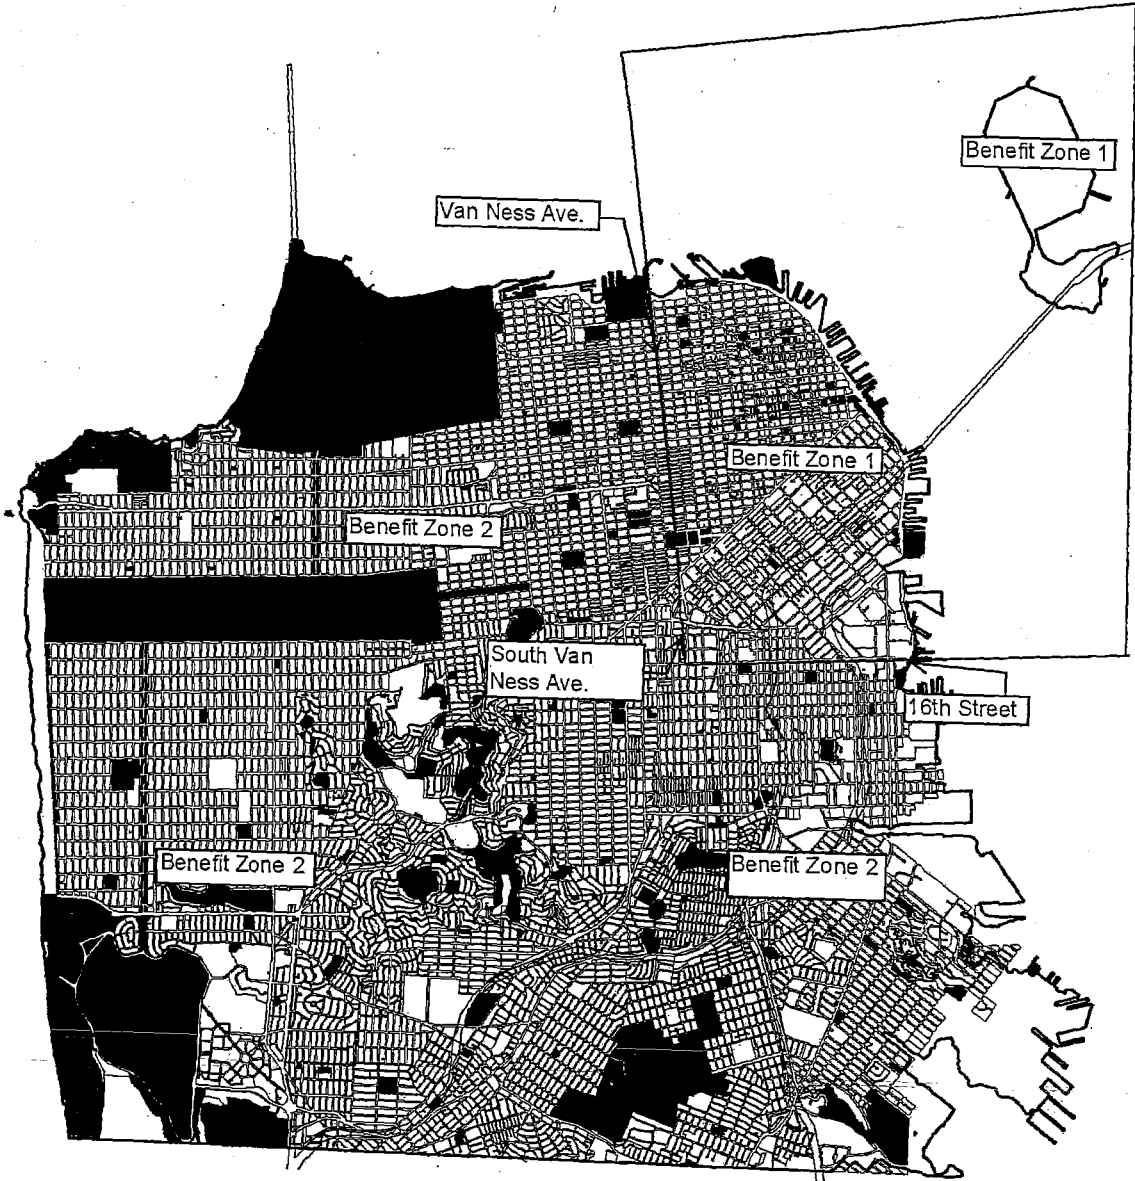 Benefit Zone 1
Van Ness Ave.
Benefit Zone 1
Benefit Zone 2
South Van
Ness Ave.
16th Street
Benefit Zone 2
Benefit Zone 2